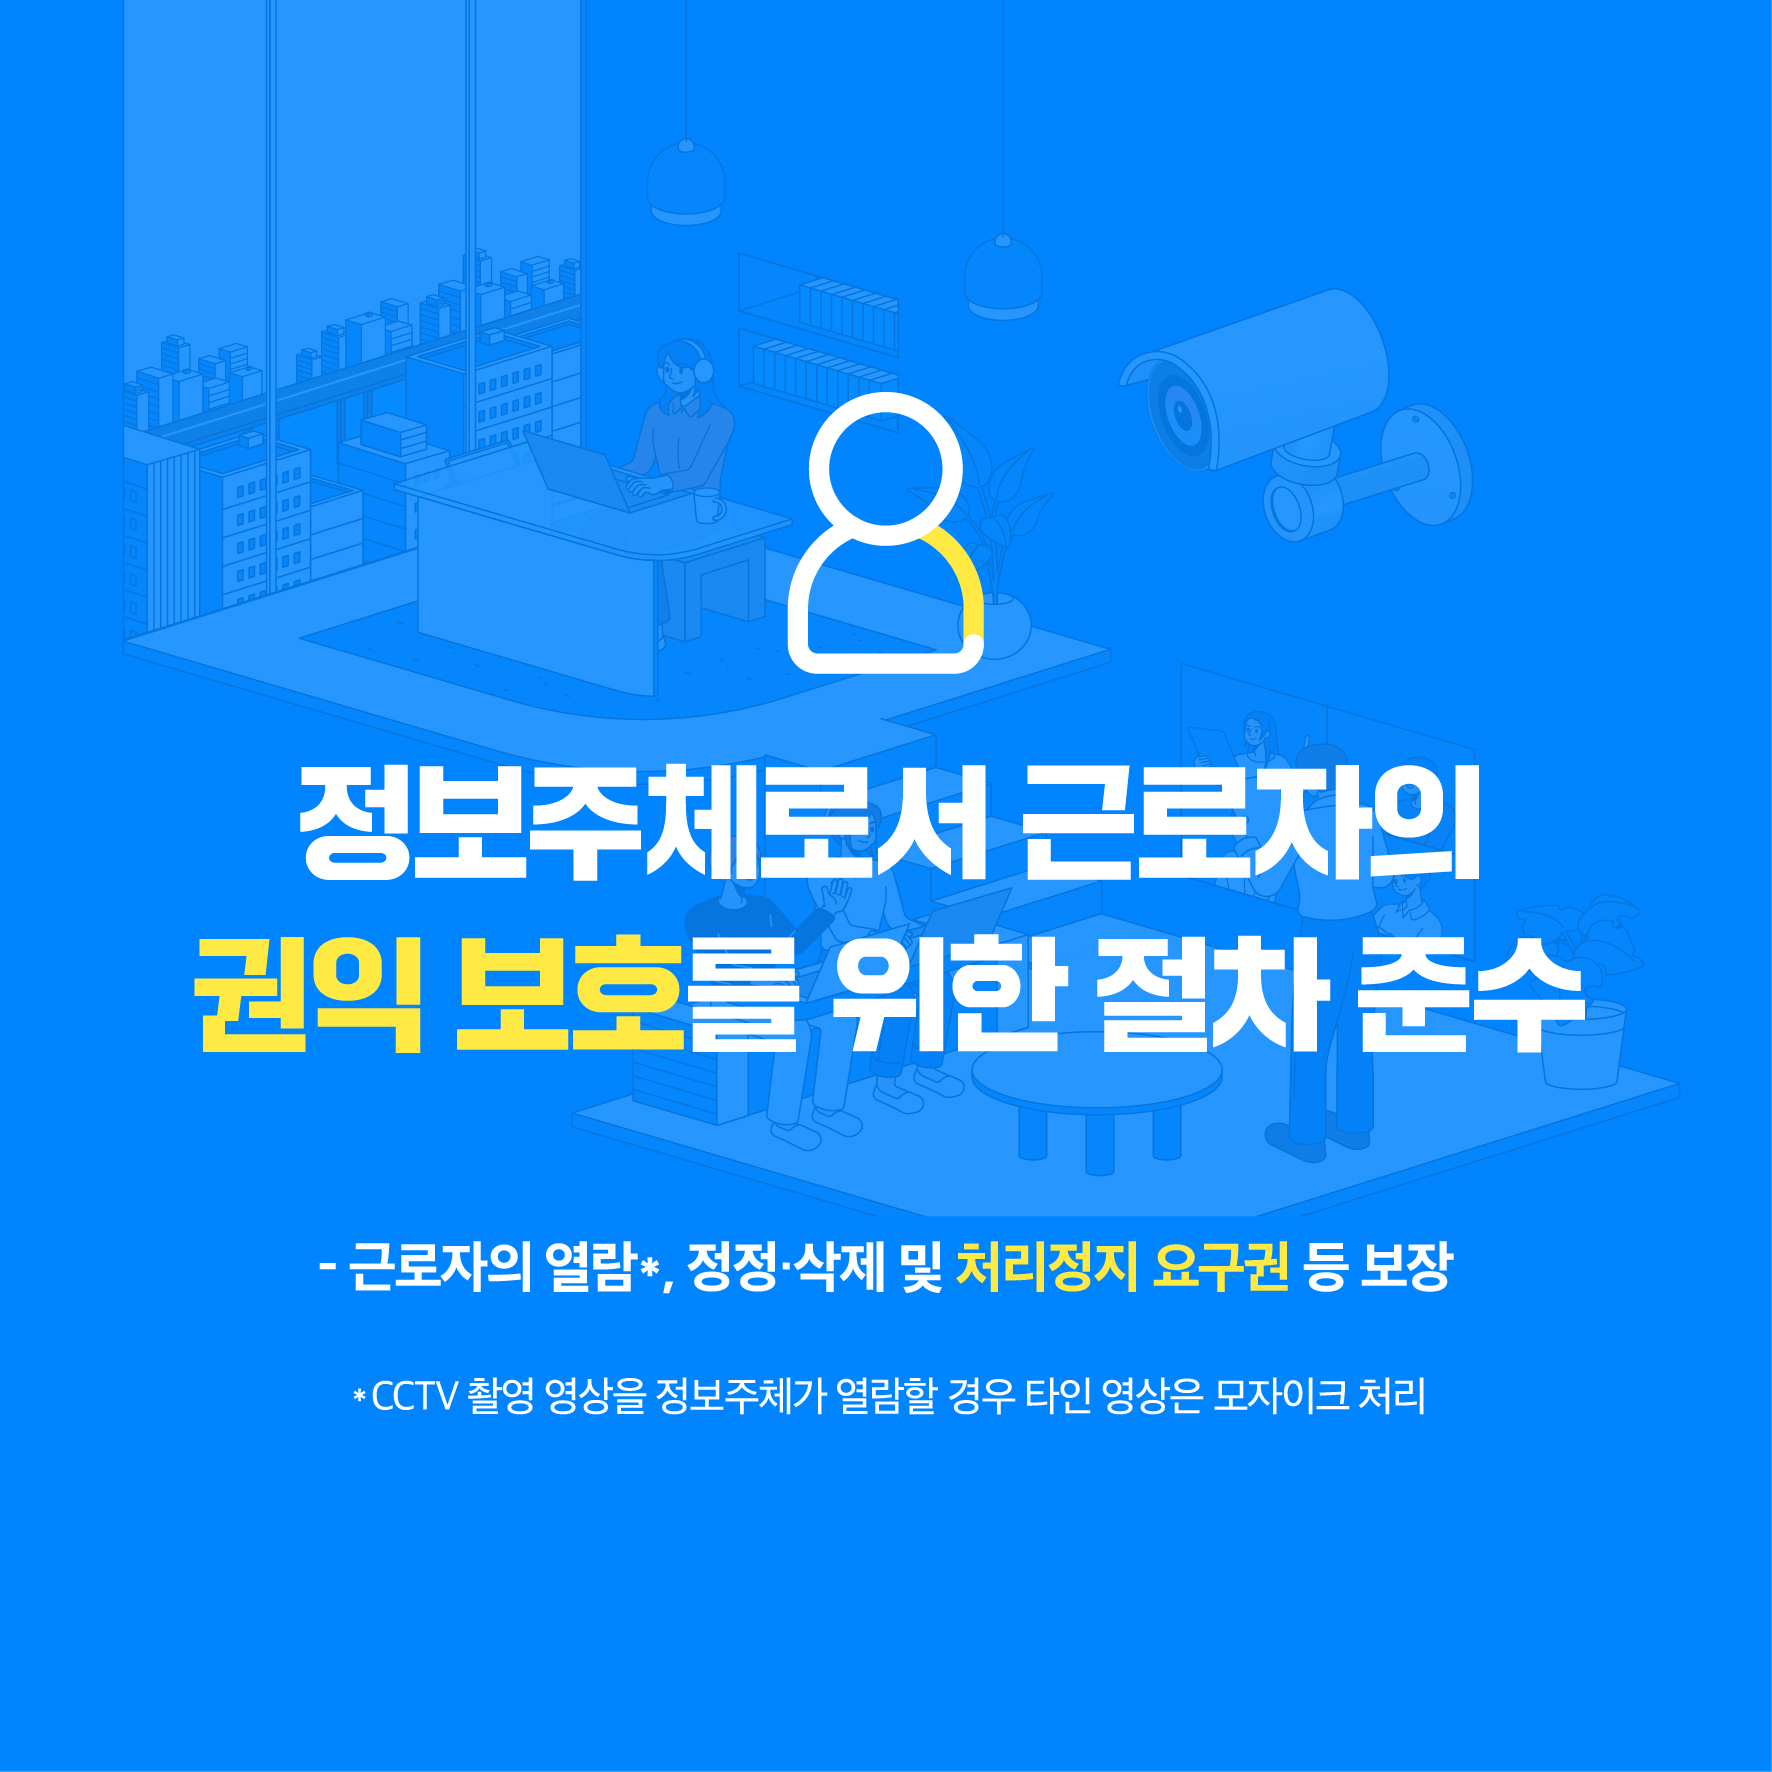 정보주체로서 근로자의
권익 보호를 위한 절차 준수
- 근로자의 열람*, 정정·삭제 및 처리정지 요구권 등 보장
*CCTV 촬영 영상을 정보주체가 열람할 경우 타인 영상은 모자이크 처리